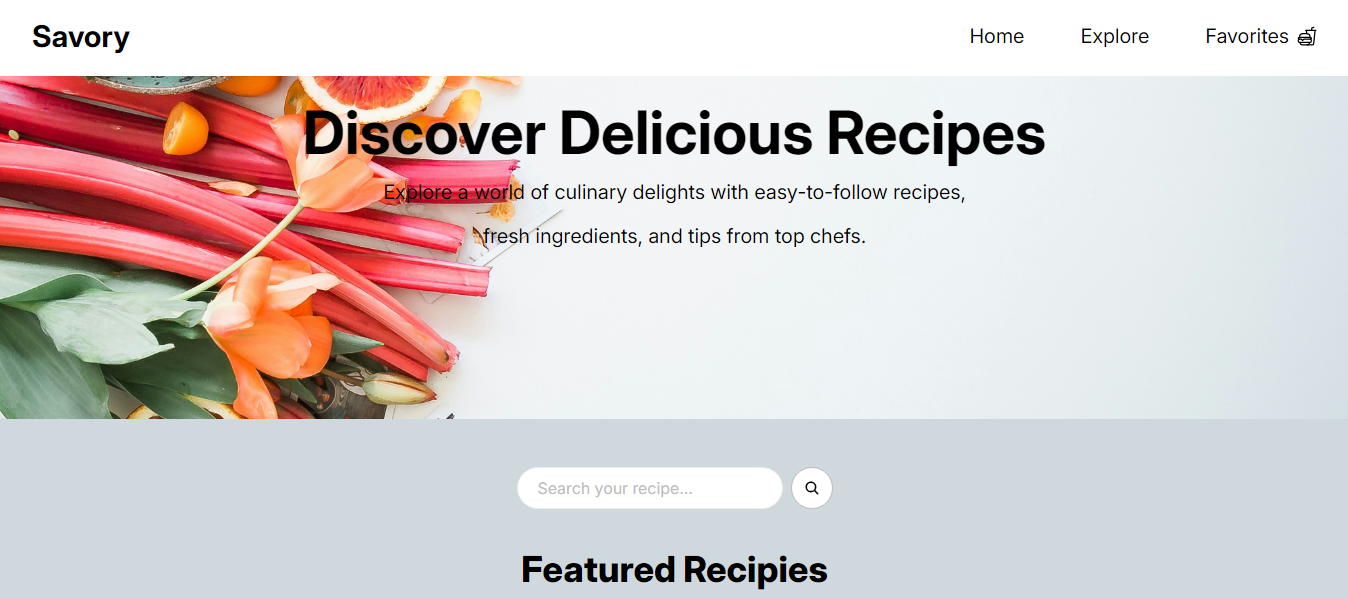 Savory
Home Explore Favorites
Discover Delicious Recipes
Explore a world of culinary delights with easy-to-follow recipes,
fresh ingredients, and tips from top chefs.
Search your recipe...
Featured Recipies